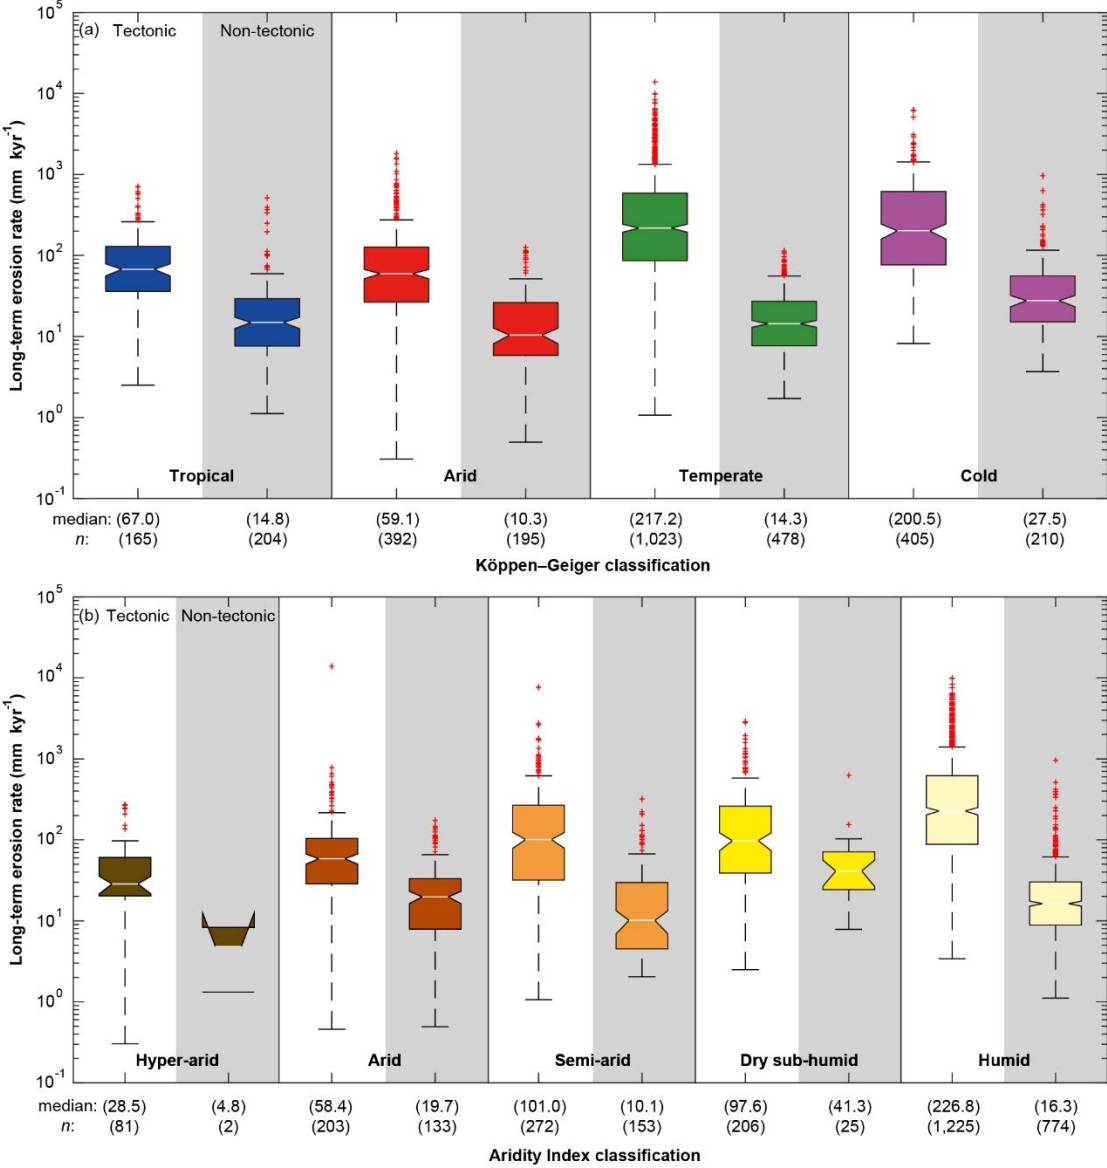 (a) Tectonic Non-tectonic
10^5
10^4
10^3
10^2
10^1
10^0
10^-1
Long-term erosion rate (mm kyr^-1)
Tropical Arid Temperate Cold
median: (67.0) (14.8) (59.1) (10.3) (217.2) (14.3) (200.5) (27.5)
n: (165) (204) (392) (195) (1,023) (478) (405) (210)
Köppen–Geiger classification
(b) Tectonic Non-tectonic
10^5
10^4
10^3
10^2
10^1
10^0
10^-1
Long-term erosion rate (mm kyr^-1)
Hyper-arid Arid Semi-arid Dry sub-humid Humid
median: (28.5) (4.8) (58.4) (19.7) (101.0) (10.1) (97.6) (41.3) (226.8) (16.3)
n: (81) (2) (203) (133) (272) (153) (206) (25) (1,225) (774)
Aridity Index classification